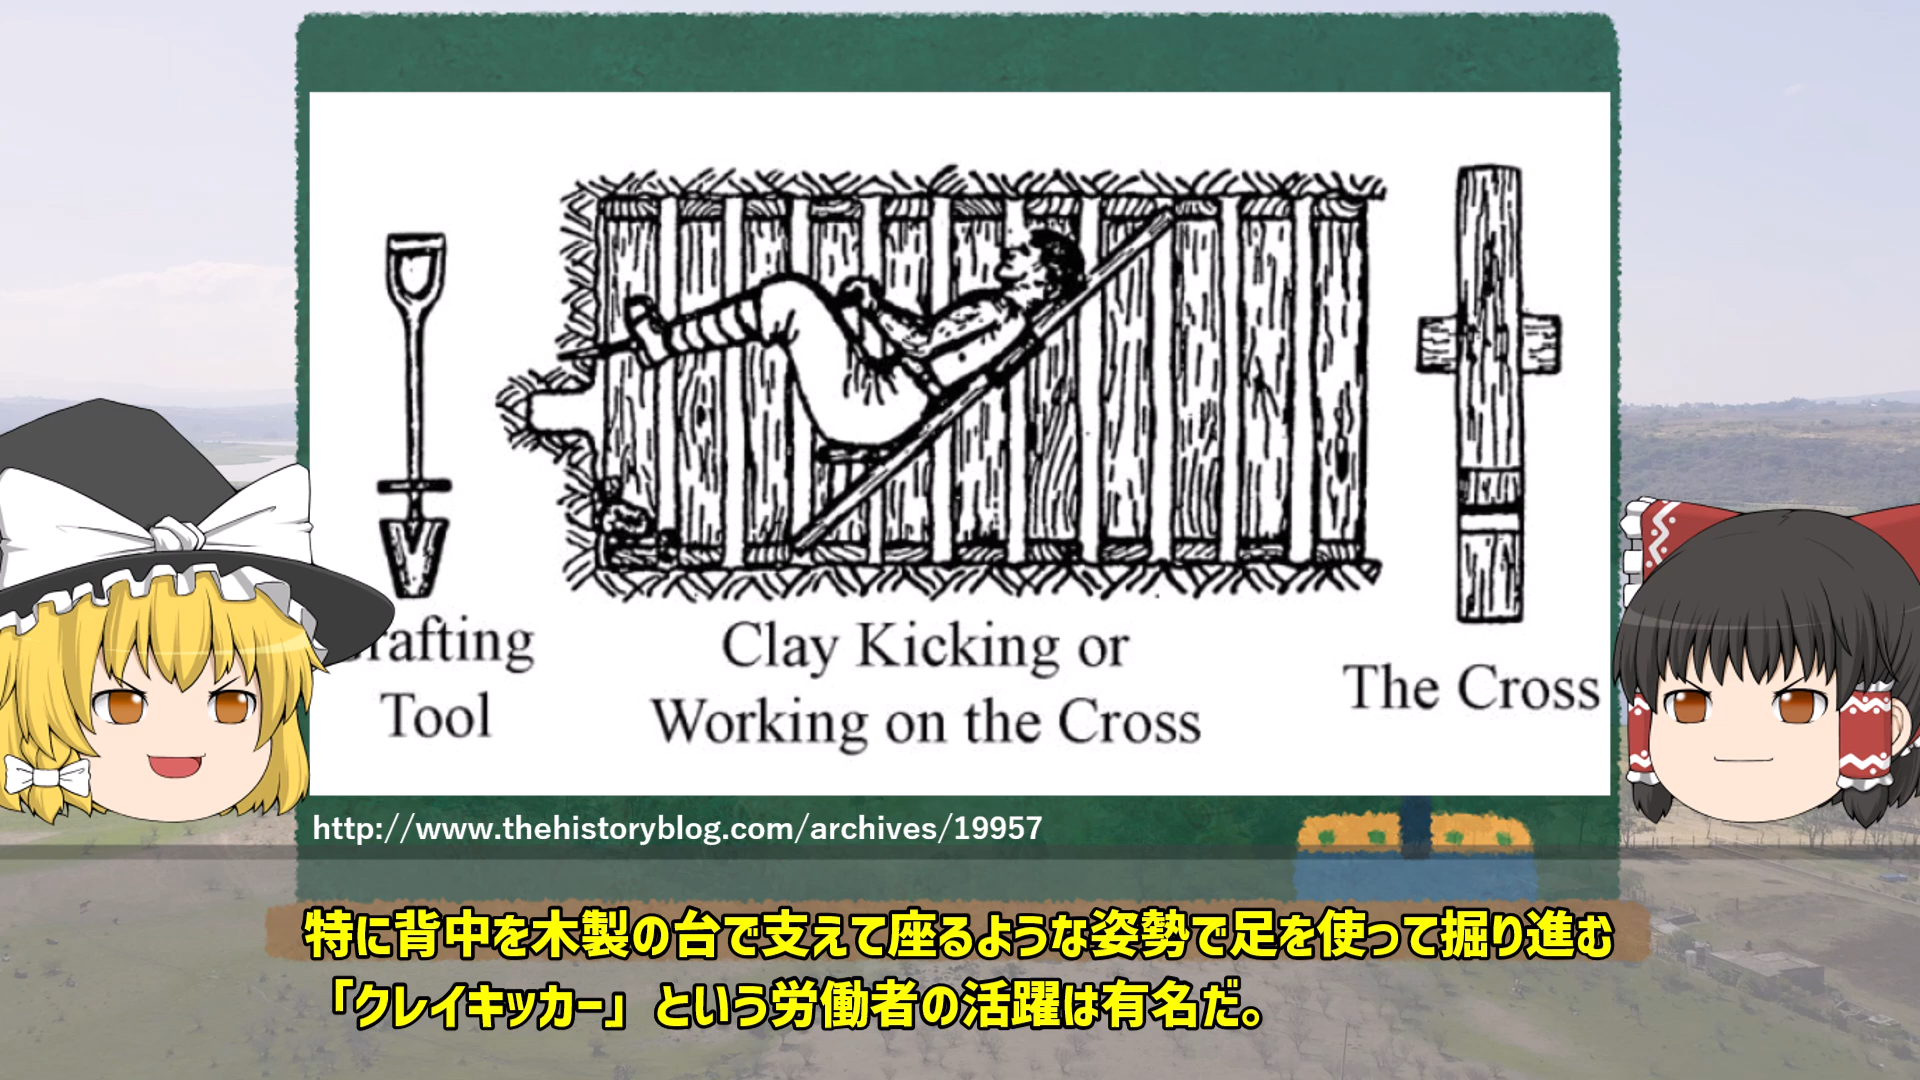 Tool
Clay Kicking or
Working on the Cross
The Cross
http://www.thehistoryblog.com/archives/19957
特に背中を木製の台で支えて座るような姿勢で足を使って掘り進む
「クレイキッカー」という労働者の活躍は有名だ。